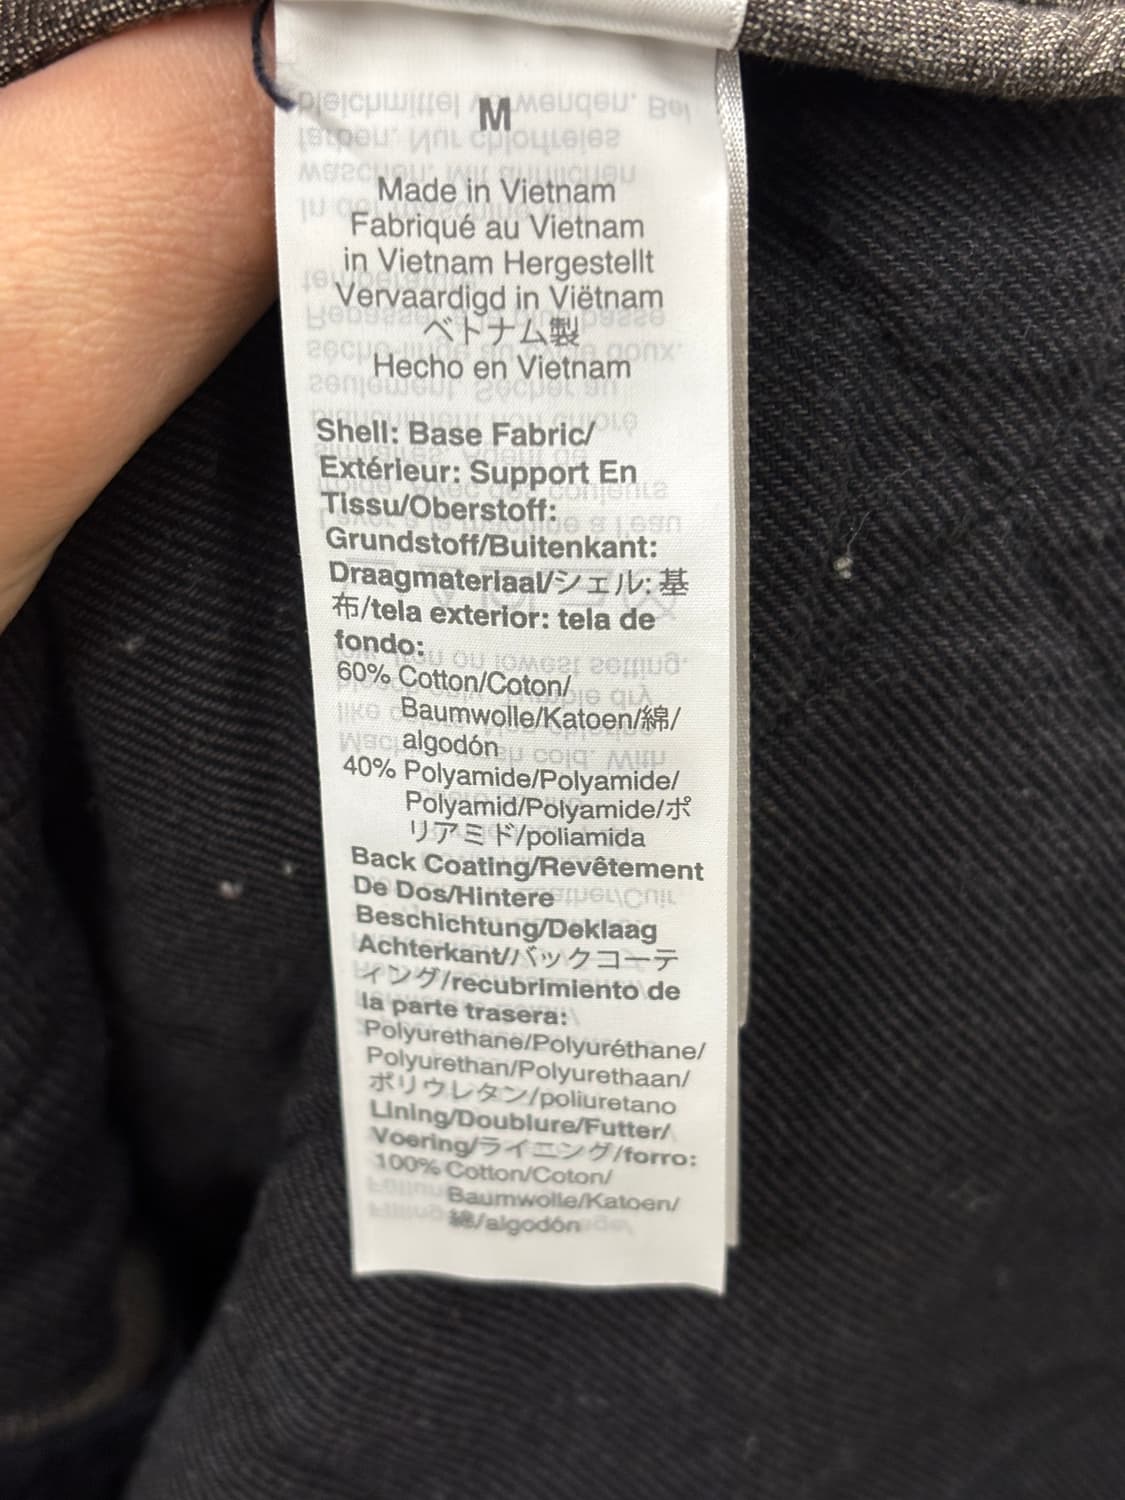 M
Made in Vietnam
Fabriqué au Vietnam
in Vietnam Hergestellt
Vervaardigd in Viëtnam
ベトナム製
Hecho en Vietnam
Shell: Base Fabric/
Extérieur: Support En
Tissu/Oberstoff:
Grundstoff/Buitenkant:
Draagmateriaal/シェル: 基
布/tela exterior: tela de
fondo:
60% Cotton/Coton/
Baumwolle/Katoen/綿/
algodón
40% Polyamide/Polyamide/
Polyamid/Polyamide/ポ
リアミド/poliamida
Back Coating/Revêtement
De Dos/Hintere
Beschichtung/Deklaag
Achterkant/バックコーテ
ィング/recubrimiento de
la parte trasera:
Polyurethane/Polyuréthane/
Polyurethan/Polyurethaan/
ポリウレタン/poliuretano
Lining/Doublure/Futter/
Voering/ライニング/forro:
100% Cotton/Coton/
Baumwolle/Katoen/
綿/algodón